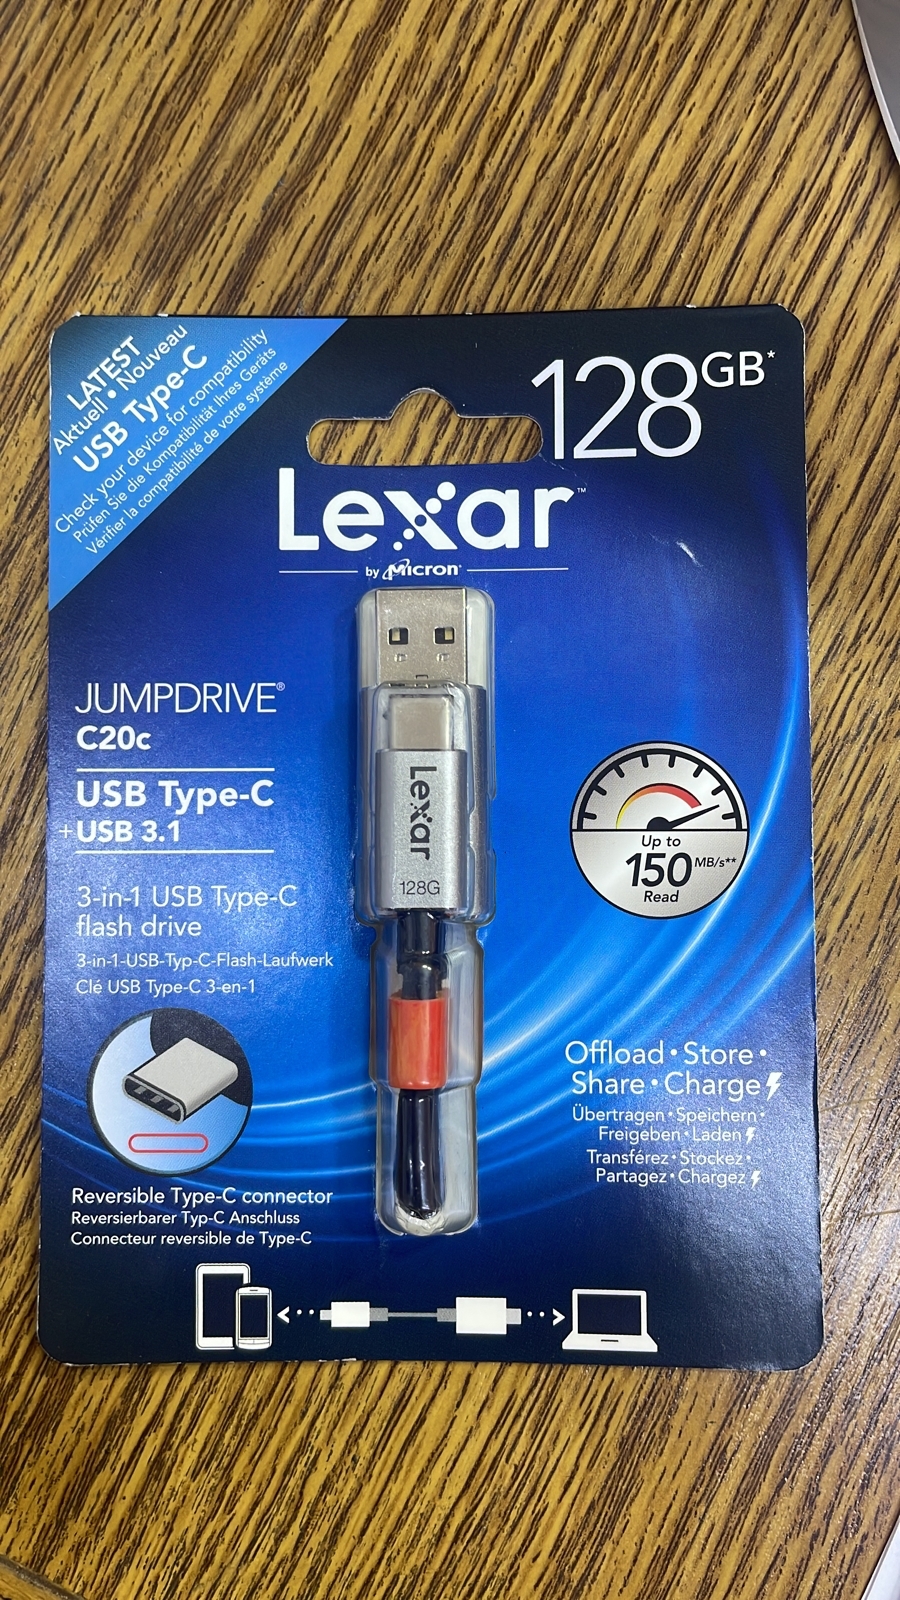 LATEST
Aktuell • Nouveau
USB Type-C
Check your device for compatibility
Prüfen Sie die Kompatibilität Ihres Geräts
Vérifier la compatibilité de votre système
128GB*
Lexar™
by Micron®
JUMPDRIVE®
C20c
USB Type-C
+USB 3.1
3-in-1 USB Type-C
flash drive
3-in-1-USB-Typ-C-Flash-Laufwerk
Clé USB Type-C 3-en-1
Lexar
128G
Up to
150 MB/s**
Read
Offload • Store •
Share • Charge
Übertragen • Speichern •
Freigeben • Laden
Transférez • Stockez •
Partagez • Chargez
Reversible Type-C connector
Reversierbarer Typ-C Anschluss
Connecteur reversible de Type-C